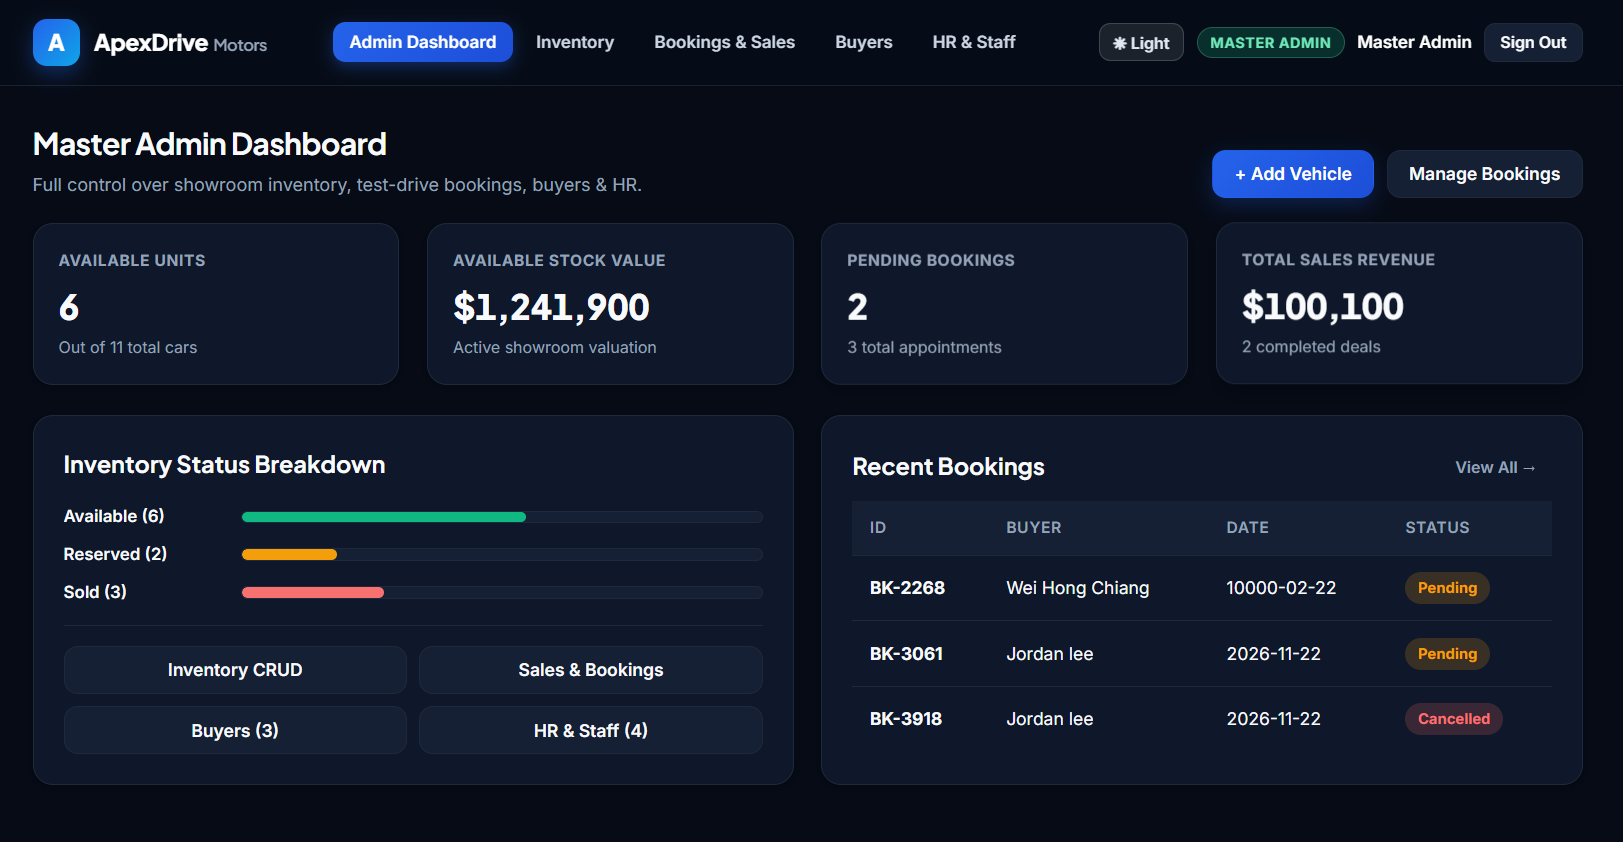 A ApexDrive Motors Admin Dashboard Inventory Bookings & Sales Buyers HR & Staff ☀ Light MASTER ADMIN Master Admin Sign Out
Master Admin Dashboard
Full control over showroom inventory, test-drive bookings, buyers & HR.
+ Add Vehicle Manage Bookings
AVAILABLE UNITS
6
Out of 11 total cars
AVAILABLE STOCK VALUE
$1,241,900
Active showroom valuation
PENDING BOOKINGS
2
3 total appointments
TOTAL SALES REVENUE
$100,100
2 completed deals
Inventory Status Breakdown
Available (6)
Reserved (2)
Sold (3)
Inventory CRUD Sales & Bookings
Buyers (3) HR & Staff (4)
Recent Bookings View All →
ID BUYER DATE STATUS
BK-2268 Wei Hong Chiang 10000-02-22 Pending
BK-3061 Jordan lee 2026-11-22 Pending
BK-3918 Jordan lee 2026-11-22 Cancelled